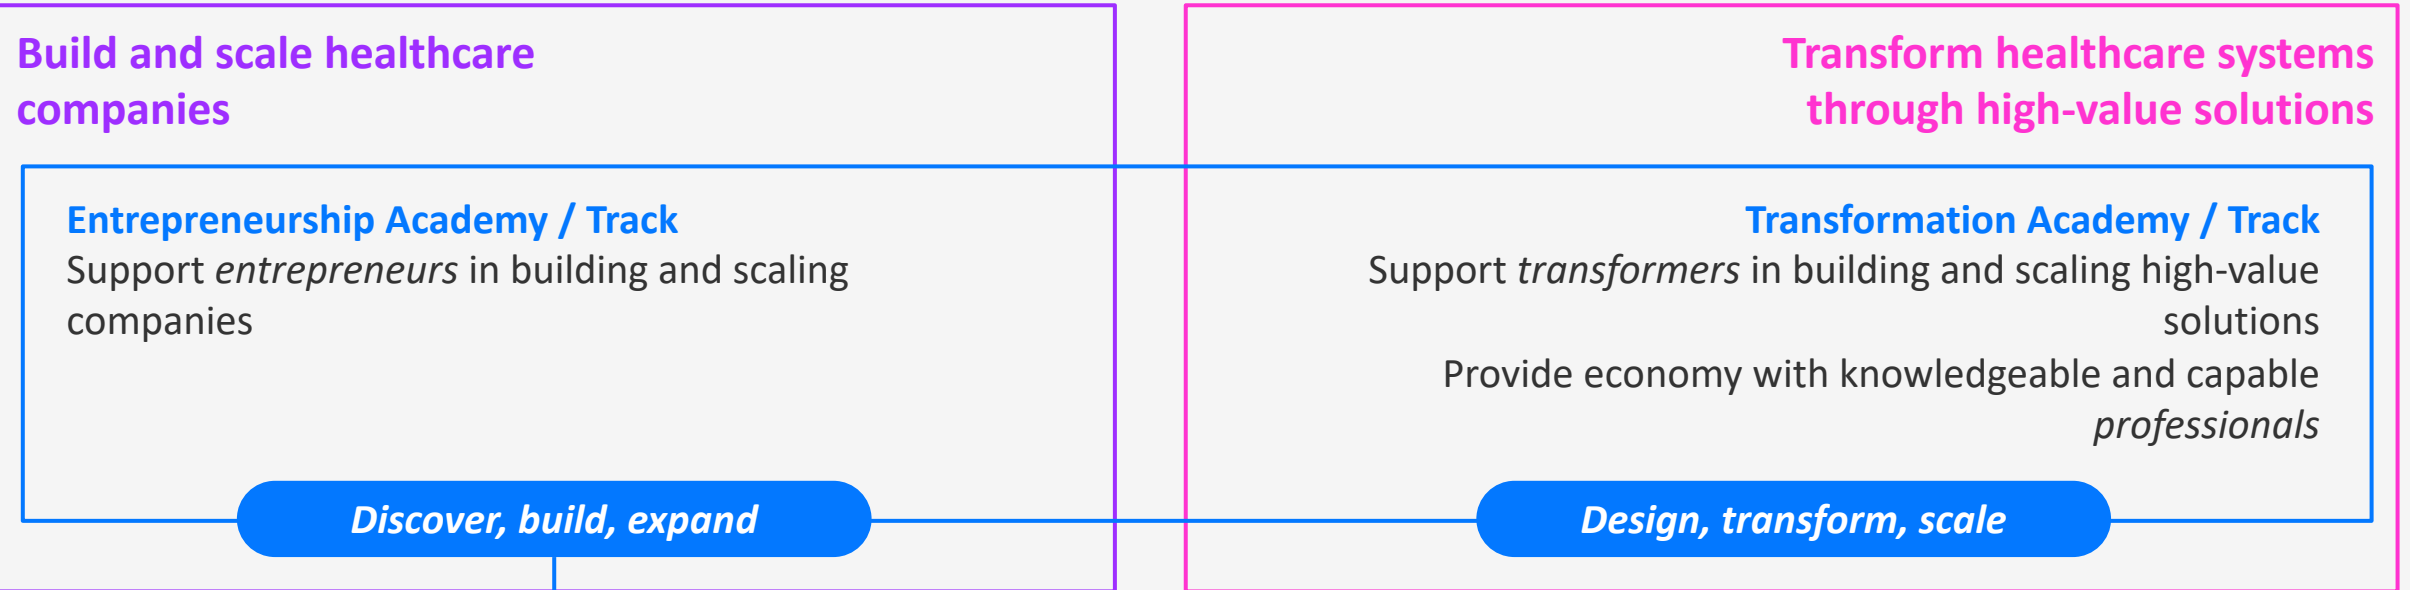 Build and scale healthcare
companies
Entrepreneurship Academy / Track
Support entrepreneurs in building and scaling
companies
Discover, build, expand
Transform healthcare systems
through high-value solutions
Transformation Academy / Track
Support transformers in building and scaling high-value
solutions
Provide economy with knowledgeable and capable
professionals
Design, transform, scale